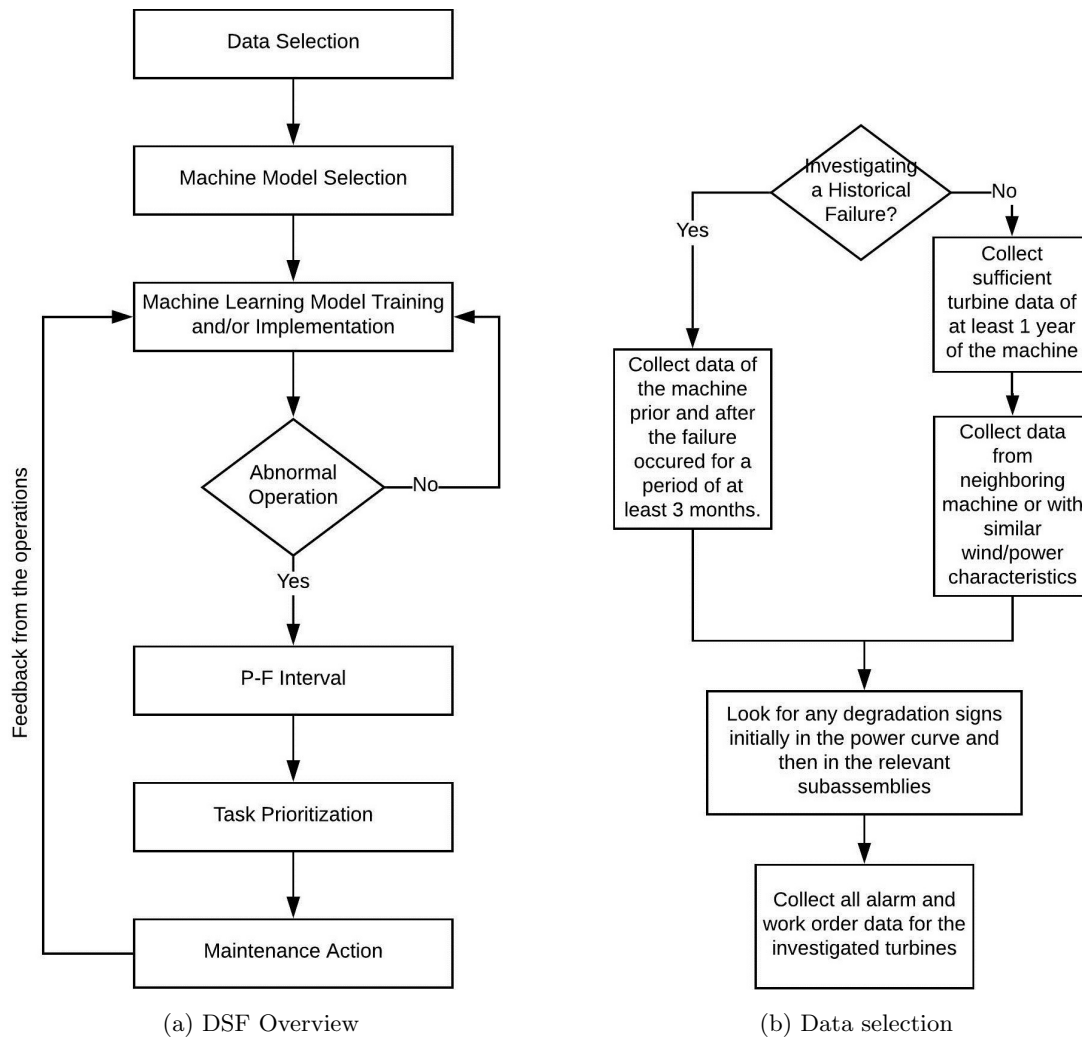 Data Selection
Machine Model Selection
Machine Learning Model Training
and/or Implementation
Abnormal
Operation
No
Yes
P-F Interval
Task Prioritization
Maintenance Action
Feedback from the operations
(a) DSF Overview
Investigating
a Historical
Failure?
Yes
No
Collect data of
the machine
prior and after
the failure
occured for a
period of at
least 3 months.
Collect
sufficient
turbine data of
at least 1 year
of the machine
Collect data
from
neighboring
machine or with
similar
wind/power
characteristics
Look for any degradation signs
initially in the power curve and
then in the relevant
subassemblies
Collect all alarm and
work order data for the
investigated turbines
(b) Data selection